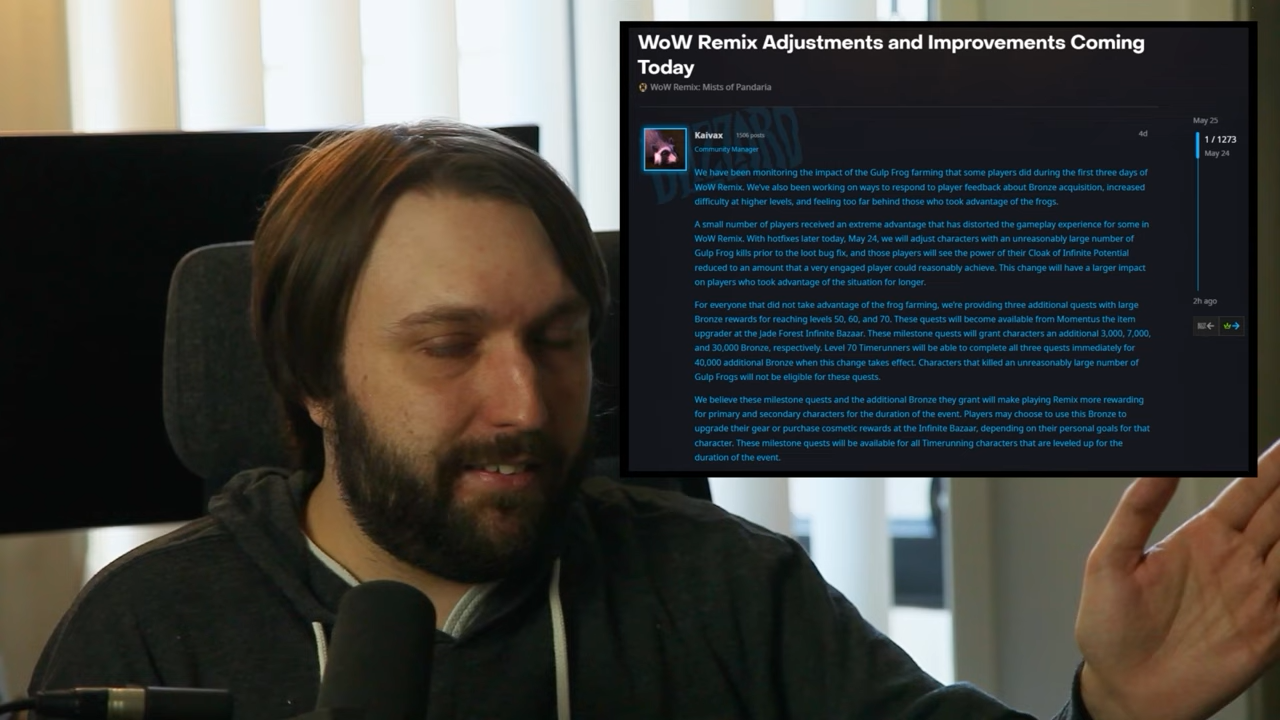 WoW Remix Adjustments and Improvements Coming
Today
WoW Remix: Mists of Pandaria
May 25
Kaivax 1506 posts 4d
1 / 1273
Community Manager
May 24
BLIZZARD
We have been monitoring the impact of the Gulp Frog farming that some players did during the first three days of
WoW Remix. We've also been working on ways to respond to player feedback about Bronze acquisition, increased
difficulty at higher levels, and feeling too far behind those who took advantage of the frogs.
A small number of players received an extreme advantage that has distorted the gameplay experience for some in
WoW Remix. With hotfixes later today, May 24, we will adjust characters with an unreasonably large number of
Gulp Frog kills prior to the loot bug fix, and those players will see the power of their Cloak of Infinite Potential
reduced to an amount that a very engaged player could reasonably achieve. This change will have a larger impact
on players who took advantage of the situation for longer.
2h ago
For everyone that did not take advantage of the frog farming, we're providing three additional quests with large
Bronze rewards for reaching levels 50, 60, and 70. These quests will become available from Momentus the item
upgrader at the Jade Forest Infinite Bazaar. These milestone quests will grant characters an additional 3,000, 7,000,
and 30,000 Bronze, respectively. Level 70 Timerunners will be able to complete all three quests immediately for
40,000 additional Bronze when this change takes effect. Characters that killed an unreasonably large number of
Gulp Frogs will not be eligible for these quests.
We believe these milestone quests and the additional Bronze they grant will make playing Remix more rewarding
for primary and secondary characters for the duration of the event. Players may choose to use this Bronze to
upgrade their gear or purchase cosmetic rewards at the Infinite Bazaar, depending on their personal goals for that
character. These milestone quests will be available for all Timerunning characters that are leveled up for the
duration of the event.